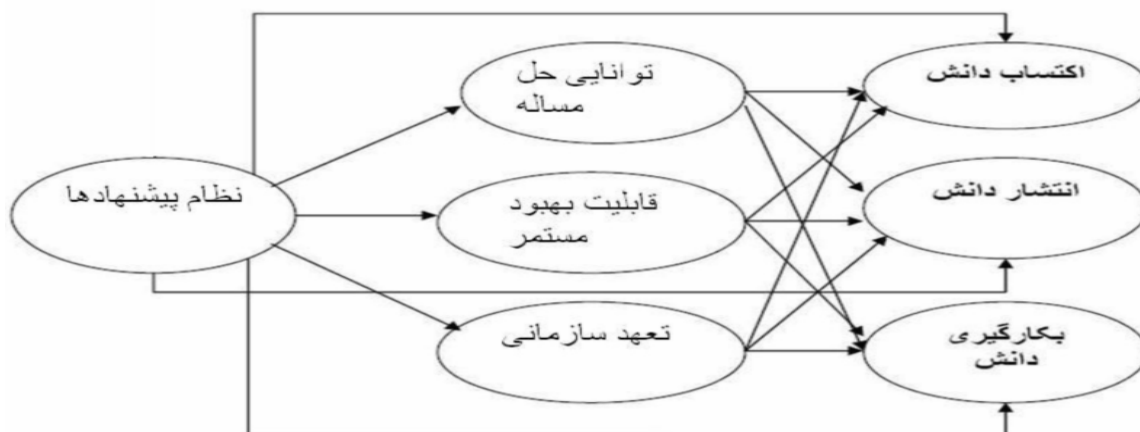 توانایی حل
مساله
اکتساب دانش
نظام پیشنهادها
قابلیت بهبود
مستمر
انتشار دانش
تعهد سازمانی
بکارگیری
دانش